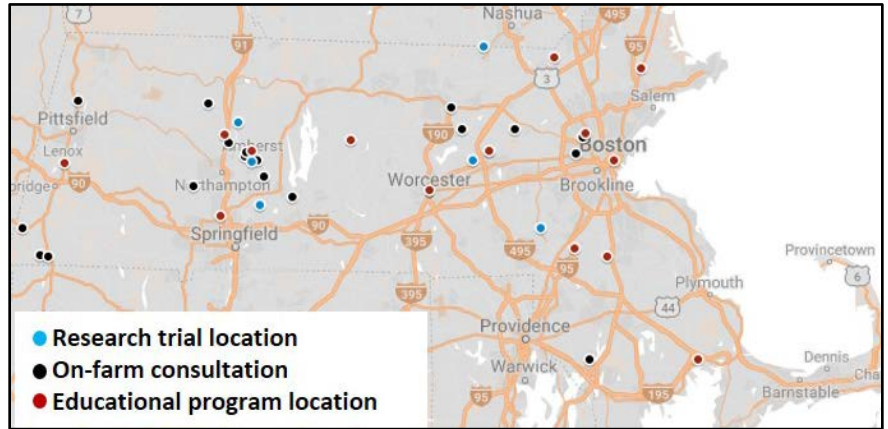 7
Nashua
495
91
95
3
Pittsfield
Salem
190
Amherst
Boston
Lenox
Northampton
Worcester
Brookline
bridge
90
90
Springfield
395
495
95
Provincetown
6
395
Plymouth
44
Providence
Warwick
Dennis
Cha
195
Barnstable
95
Research trial location
On-farm consultation
Educational program location